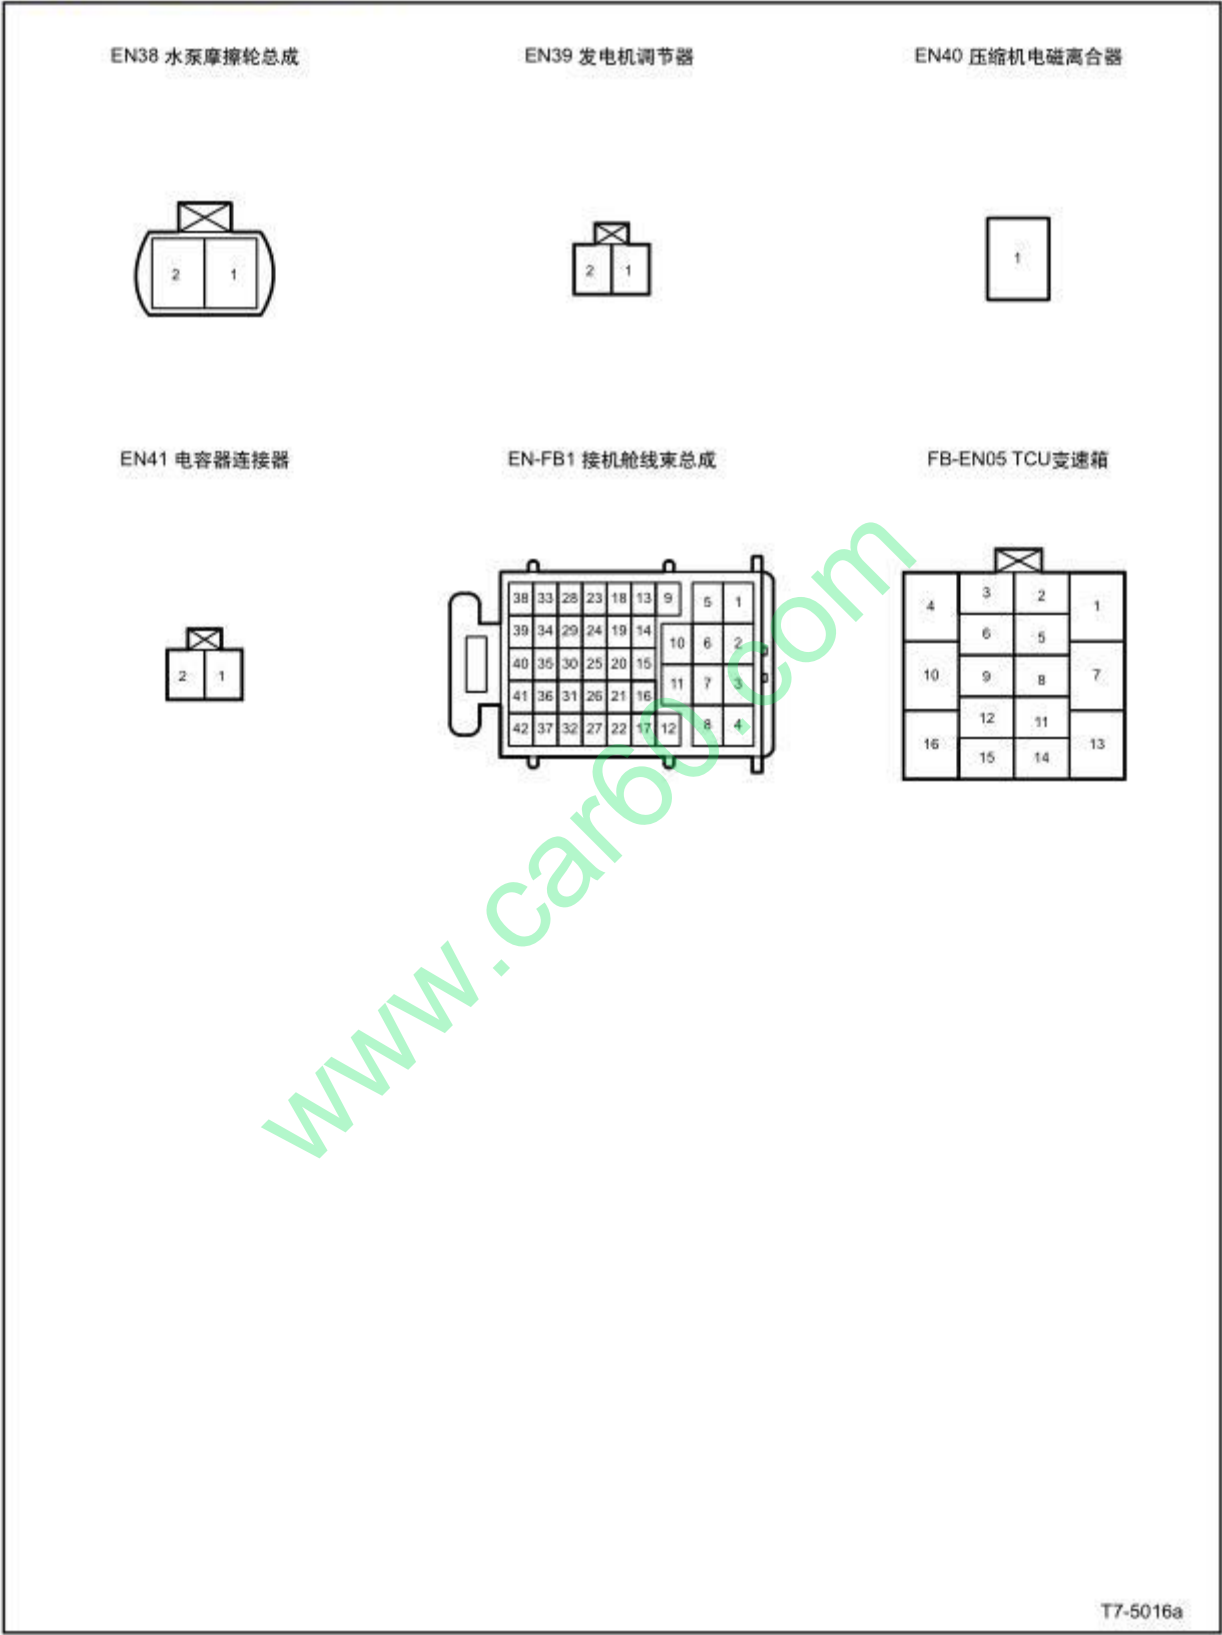 EN38 水泵摩擦轮总成
EN39 发电机调节器
EN40 压缩机电磁离合器
2 1
2 1
1
EN41 电容器连接器
EN-FB1 接机舱线束总成
FB-EN05 TCU变速箱
2 1
38 33 28 23 18 13 9 5 1
39 34 29 24 19 14 10 6 2
40 35 30 25 20 15 11 7 3
41 36 31 26 21 16
42 37 32 27 22 17 12 8 4
4 3 2 1
6 5
10 9 8 7
12 11
16 15 14 13
www.car60.com
T7-5016a